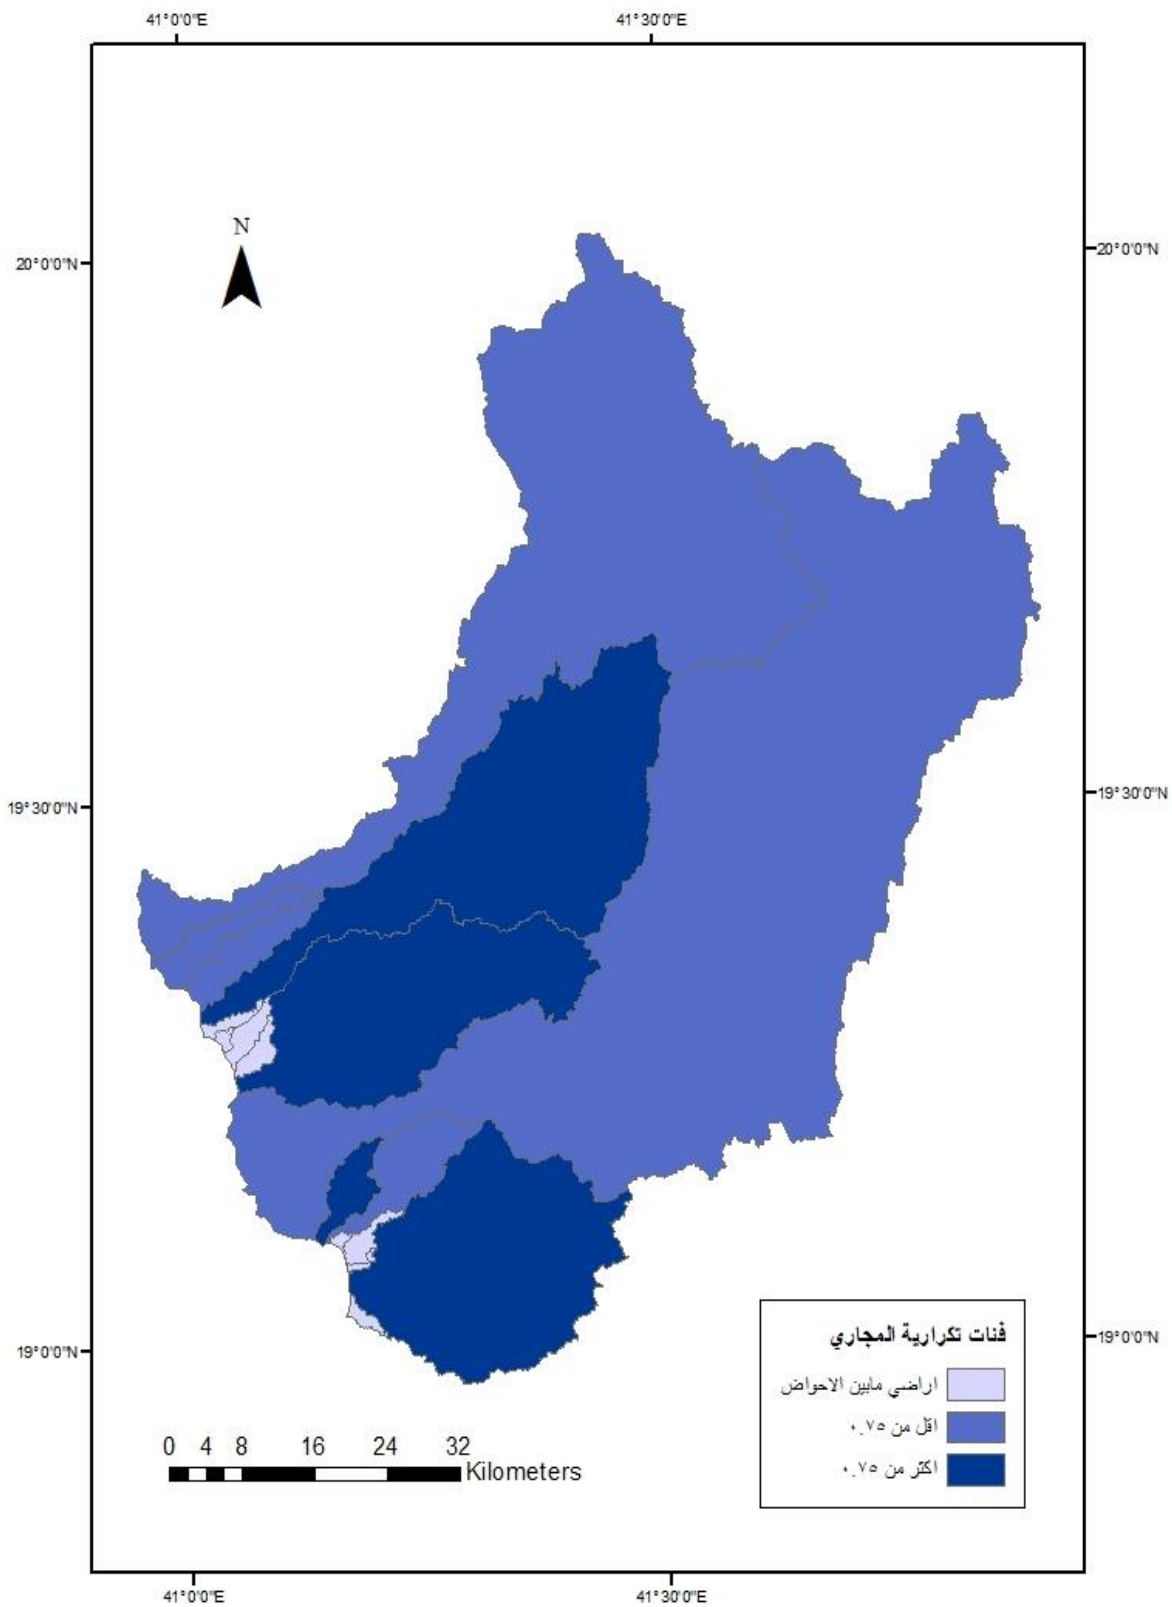 41°0'0"E 41°30'0"E
N
20°0'0"N 20°0'0"N
19°30'0"N 19°30'0"N
19°0'0"N 19°0'0"N
فئات تكرارية المجاري
اراضي مابين الاحواض
اقل من ٠.٧٥
اكثر من ٠.٧٥
0 4 8 16 24 32
Kilometers
41°0'0"E 41°30'0"E